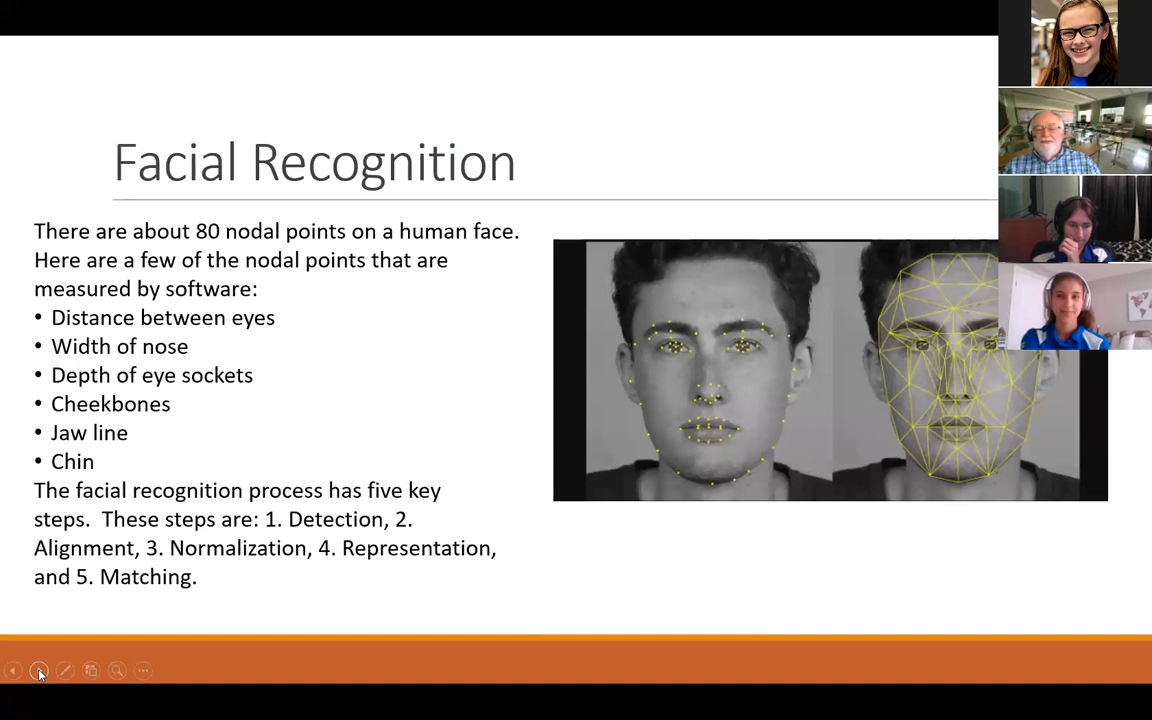 Facial Recognition
There are about 80 nodal points on a human face.
Here are a few of the nodal points that are
measured by software:
• Distance between eyes
• Width of nose
• Depth of eye sockets
• Cheekbones
• Jaw line
• Chin
The facial recognition process has five key
steps.  These steps are: 1. Detection, 2.
Alignment, 3. Normalization, 4. Representation,
and 5. Matching.